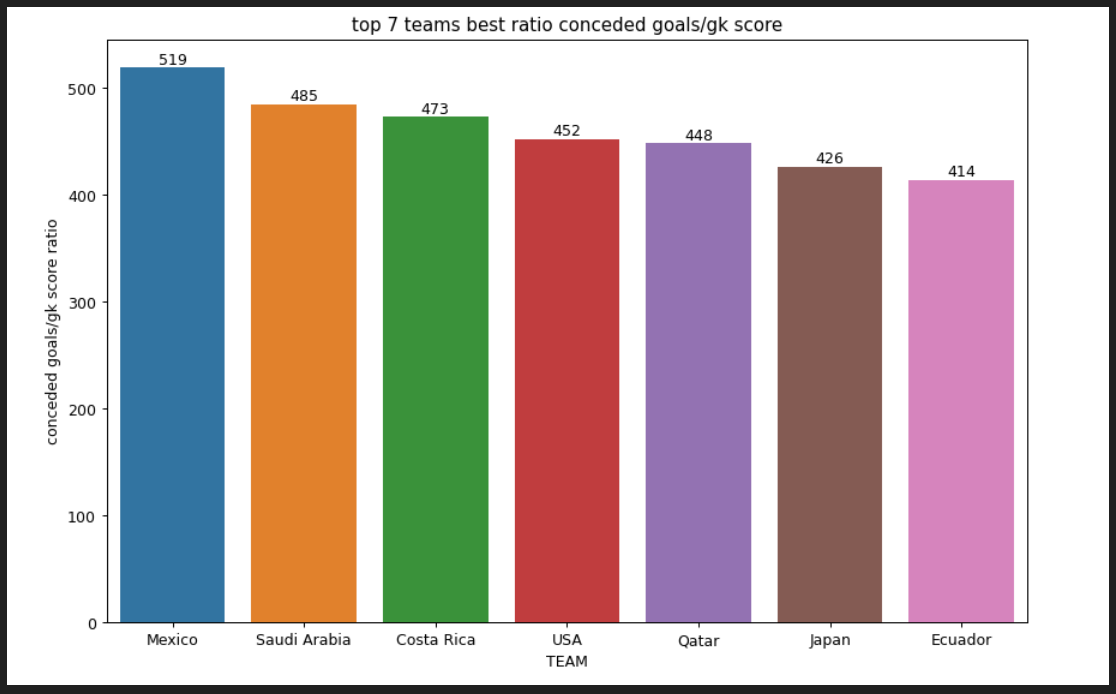 top 7 teams best ratio conceded goals/gk score
conceded goals/gk score ratio
500
400
300
200
100
0
519
485
473
452
448
426
414
Mexico
Saudi Arabia
Costa Rica
USA
Qatar
Japan
Ecuador
TEAM